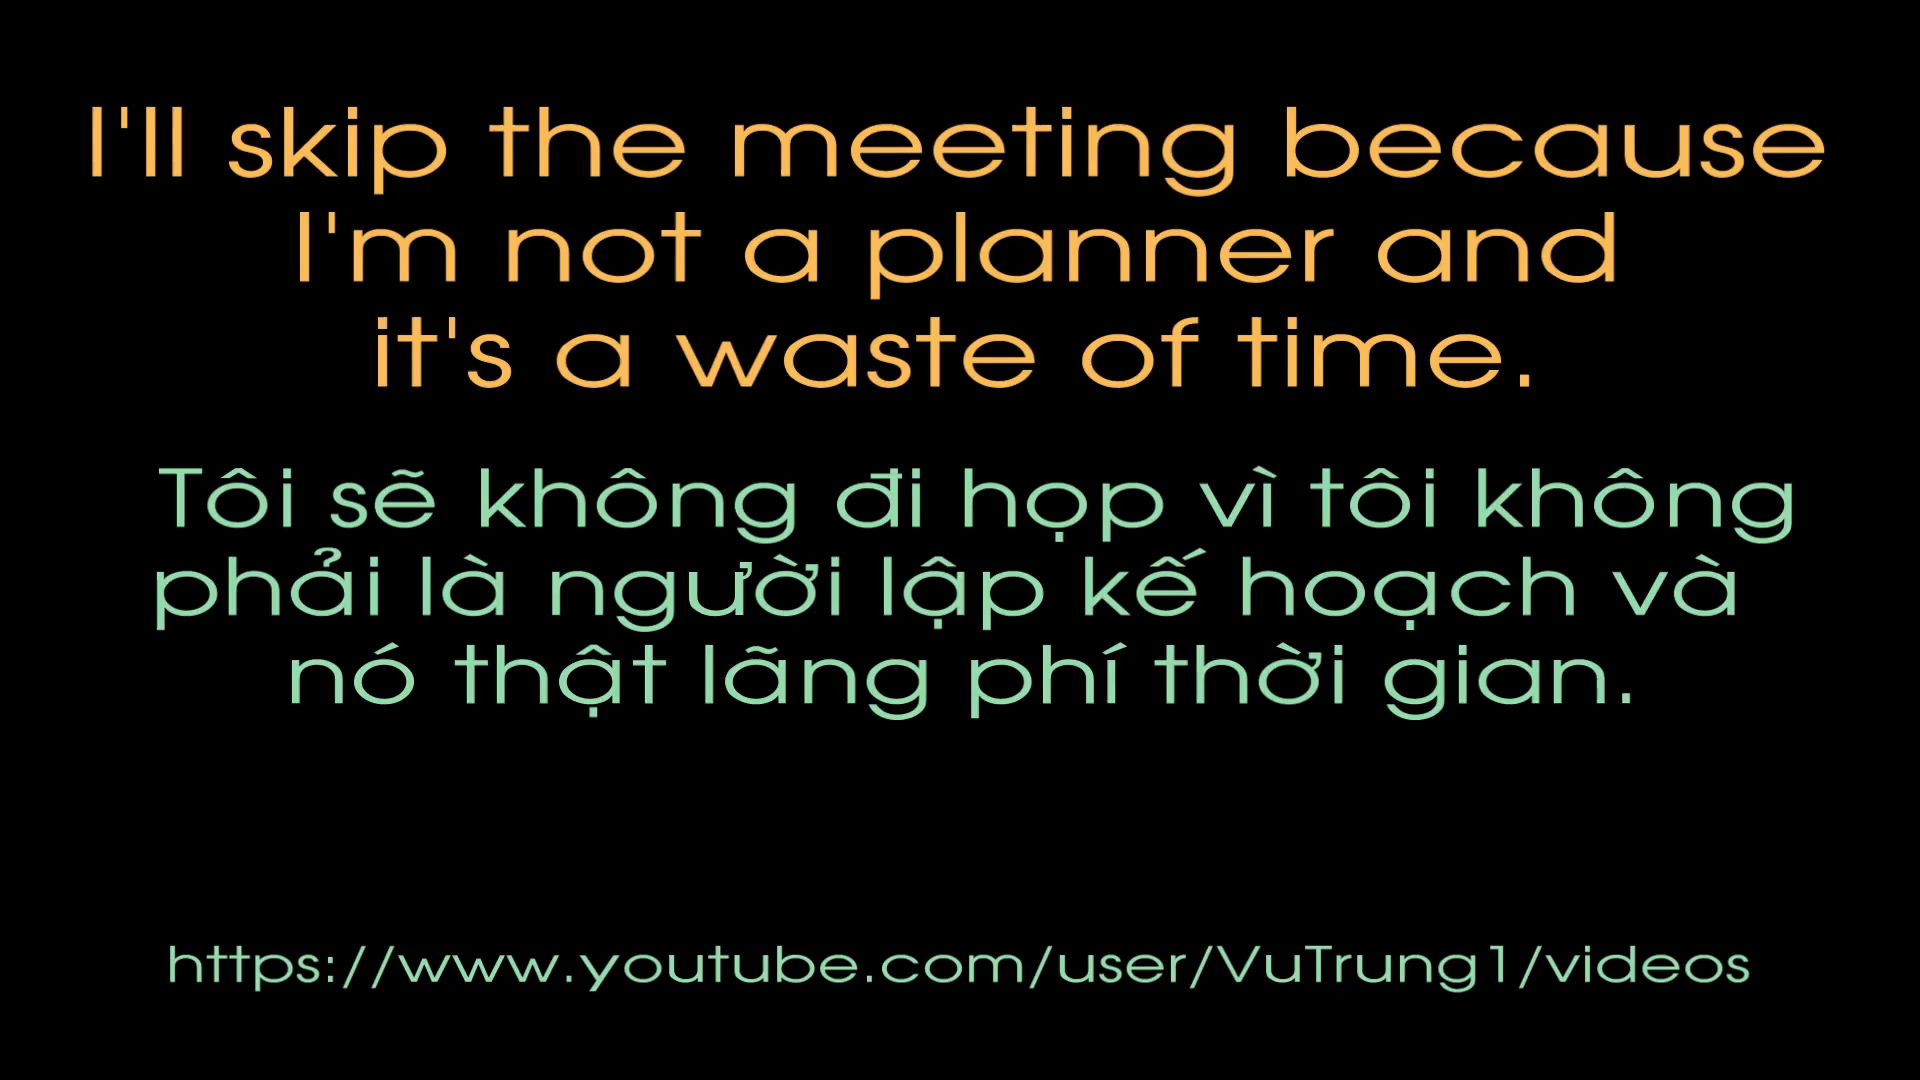 I'll skip the meeting because
I'm not a planner and
it's a waste of time.
Tôi sẽ không đi họp vì tôi không
phải là người lập kế hoạch và
nó thật lãng phí thời gian.
https://www.youtube.com/user/VuTrung1/videos